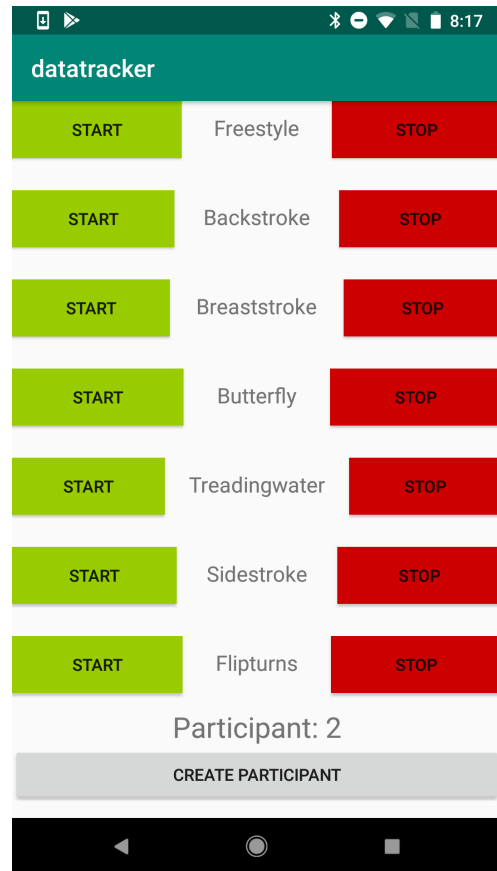 8:17
datatracker
START Freestyle STOP
START Backstroke STOP
START Breaststroke STOP
START Butterfly STOP
START Treadingwater STOP
START Sidestroke STOP
START Flipturns STOP
Participant: 2
CREATE PARTICIPANT